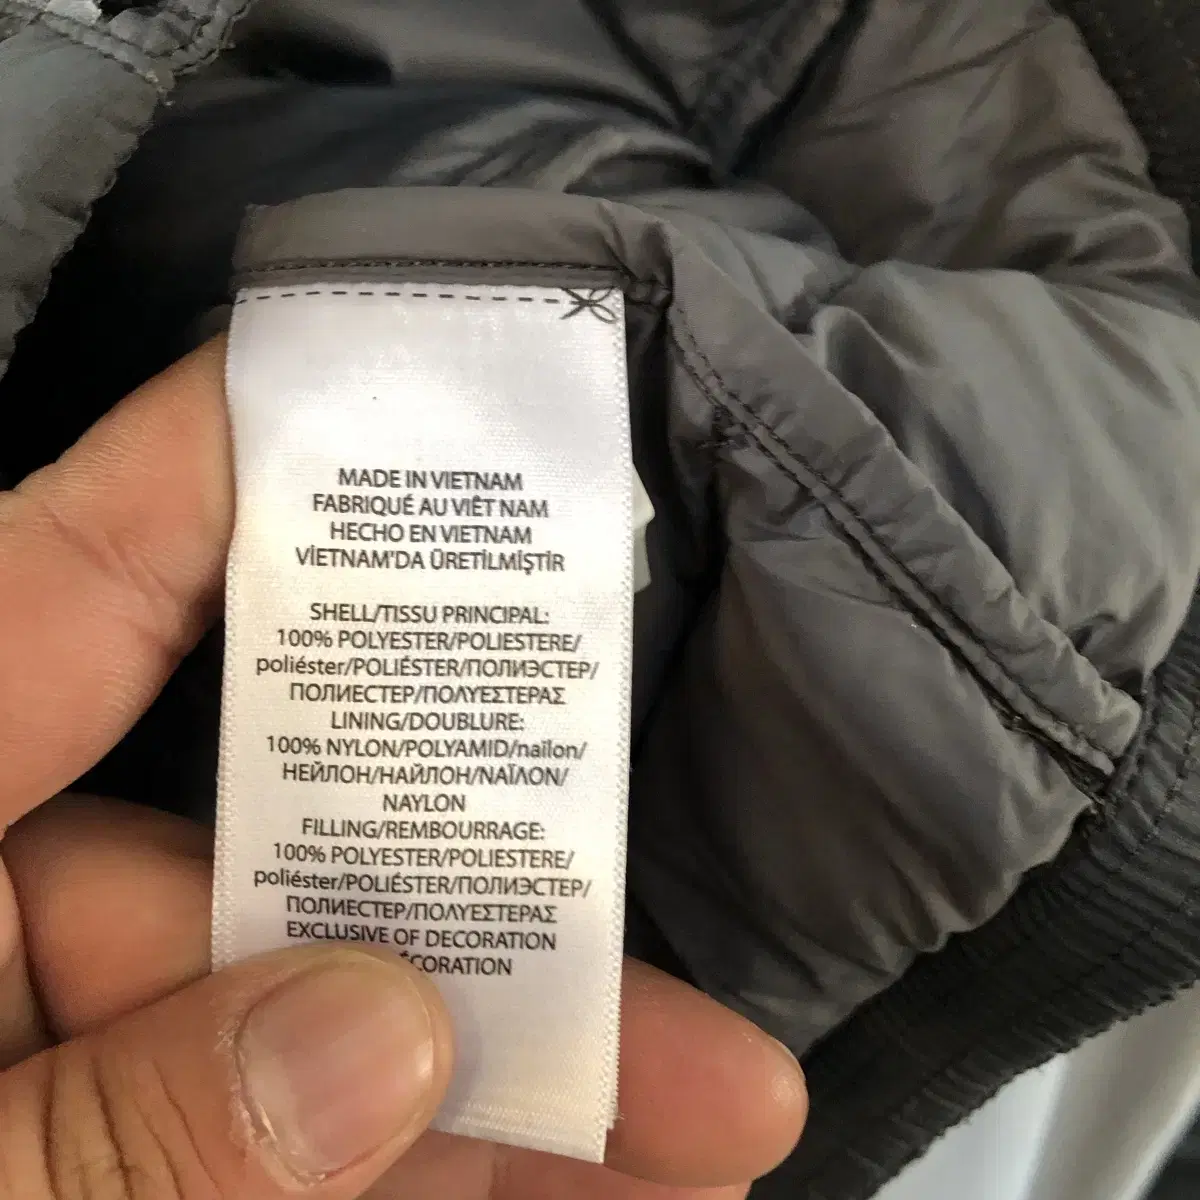 MADE IN VIETNAM
FABRIQUÉ AU VIÊT NAM
HECHO EN VIETNAM
VİETNAM'DA ÜRETİLMİŞTİR
SHELL/TISSU PRINCIPAL:
100% POLYESTER/POLIESTERE/
poliéster/POLIÉSTER/ПОЛИЭСТЕР/
ПОЛИЕСТЕР/ΠΟΛΥΕΣΤΕΡΑΣ
LINING/DOUBLURE:
100% NYLON/POLYAMID/naïlon/
НЕЙЛОН/НАЙЛОН/ΝΑΪΛΟΝ/
NAYLON
FILLING/REMBOURRAGE:
100% POLYESTER/POLIESTERE/
poliéster/POLIÉSTER/ПОЛИЭСТЕР/
ПОЛИЕСТЕР/ΠΟΛΥΕΣΤΕΡΑΣ
EXCLUSIVE OF DECORATION